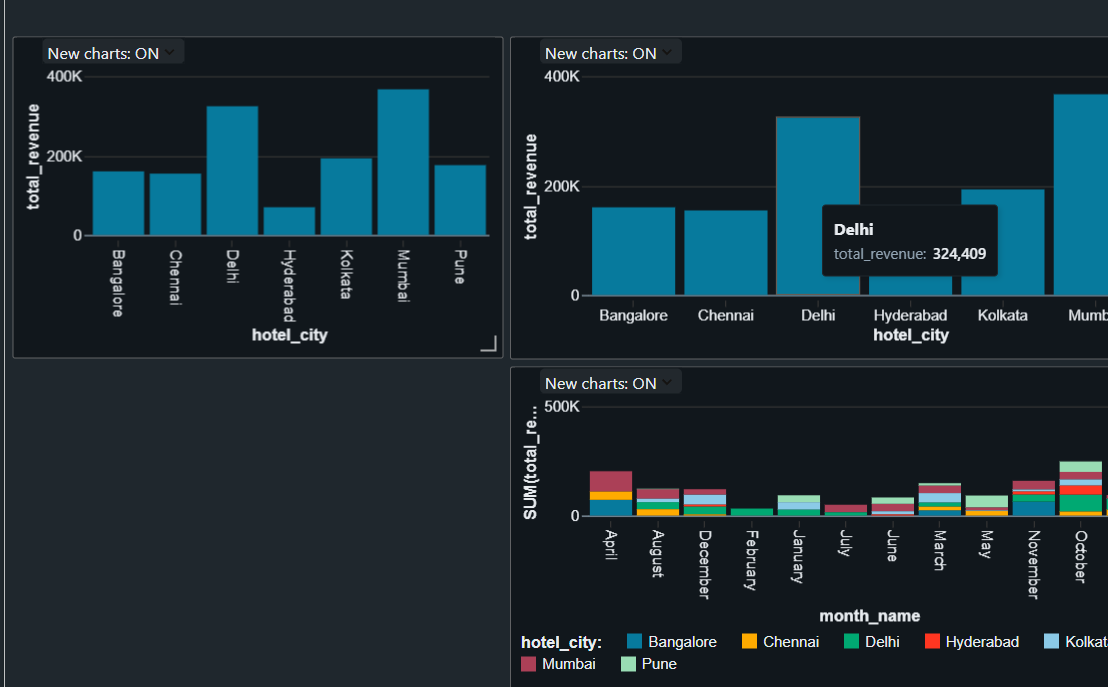 New charts: ON
400K
200K
0
total_revenue
Bangalore
Chennai
Delhi
Hyderabad
Kolkata
Mumbai
Pune
hotel_city
New charts: ON
400K
200K
0
total_revenue
Delhi
total_revenue: 324,409
Bangalore Chennai Delhi Hyderabad Kolkata Mumb
hotel_city
New charts: ON
500K
0
SUM(total_re...
April
August
December
February
January
July
June
March
May
November
October
month_name
hotel_city: Bangalore Chennai Delhi Hyderabad Kolkat
Mumbai Pune